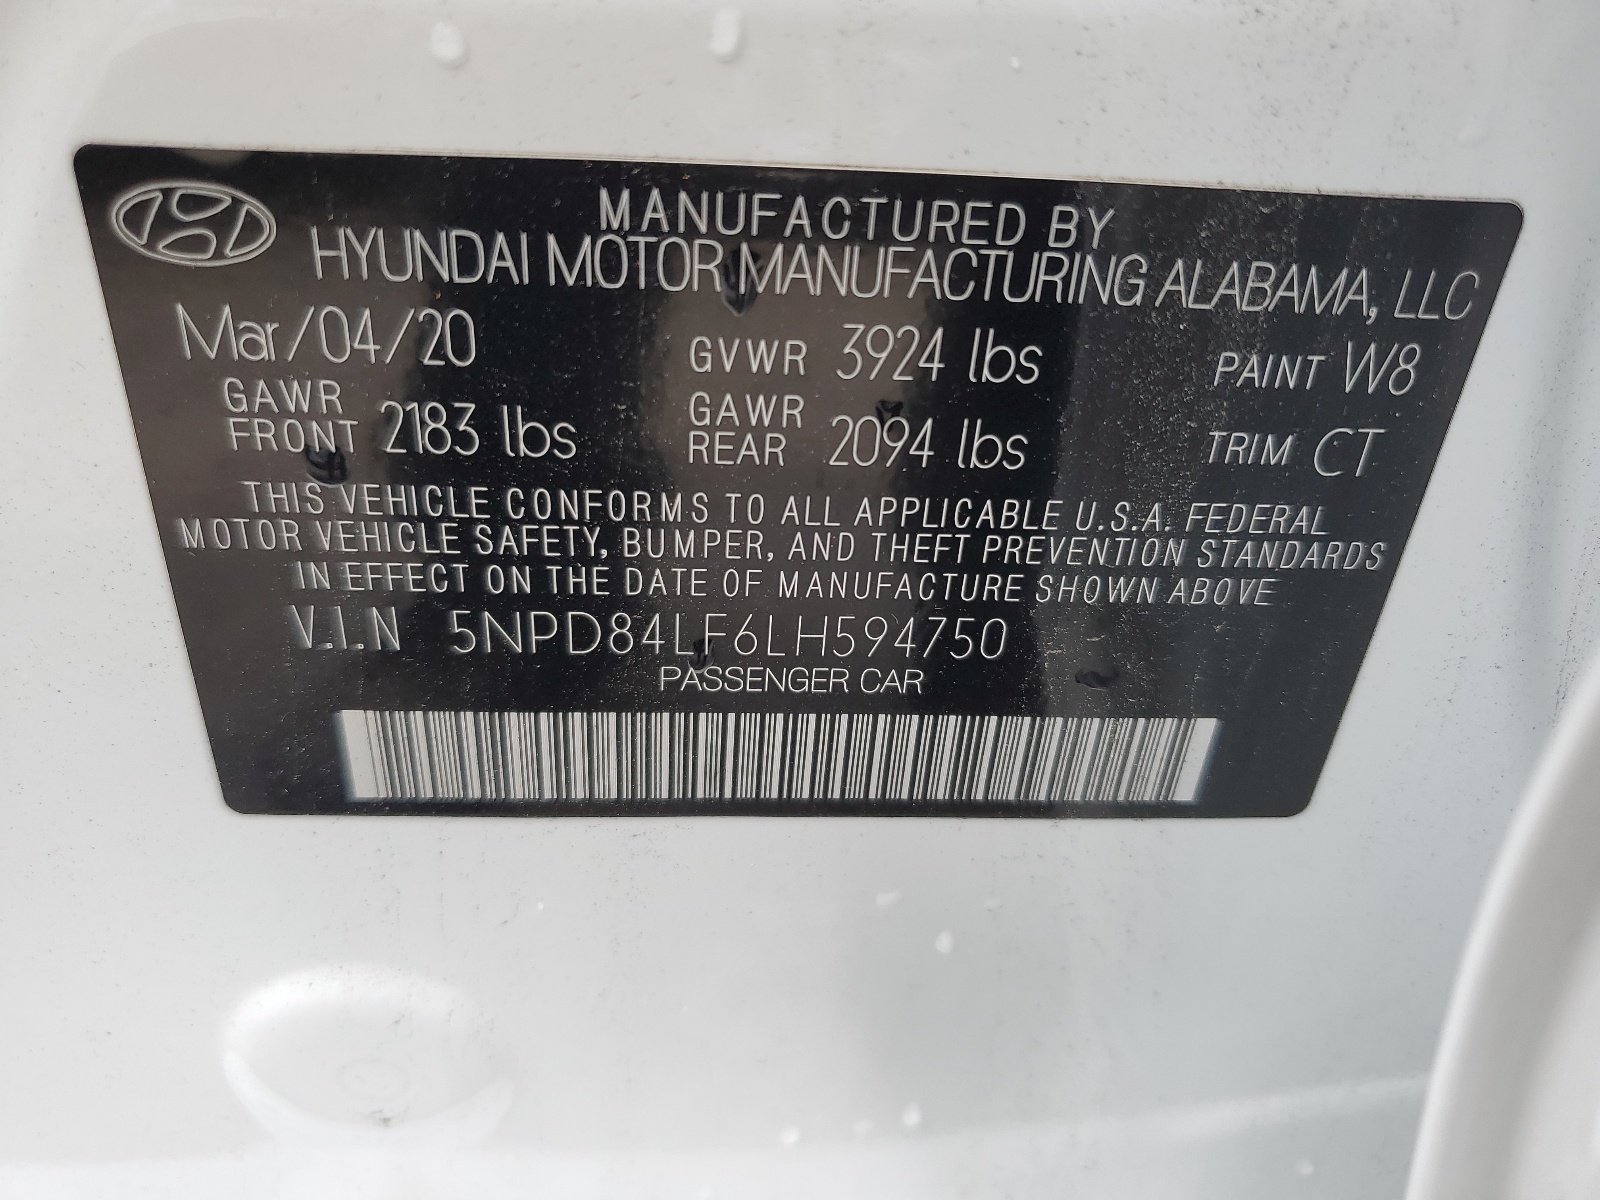 MANUFACTURED BY
HYUNDAI MOTOR MANUFACTURING ALABAMA, LLC
Mar/04/20 GVWR 3924 lbs PAINT W8
GAWR FRONT 2183 lbs GAWR REAR 2094 lbs TRIM CT
THIS VEHICLE CONFORMS TO ALL APPLICABLE U.S.A. FEDERAL
MOTOR VEHICLE SAFETY, BUMPER, AND THEFT PREVENTION STANDARDS
IN EFFECT ON THE DATE OF MANUFACTURE SHOWN ABOVE
V.I.N 5NPD84LF6LH594750
PASSENGER CAR